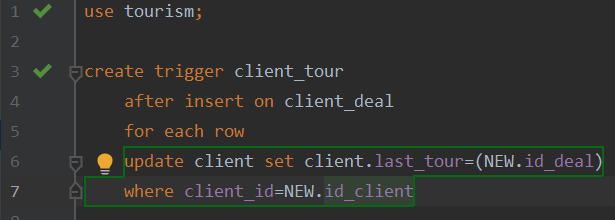 1 use tourism;
2
3 create trigger client_tour
4 after insert on client_deal
5 for each row
6 update client set client.last_tour=(NEW.id_deal)
7 where client_id=NEW.id_client